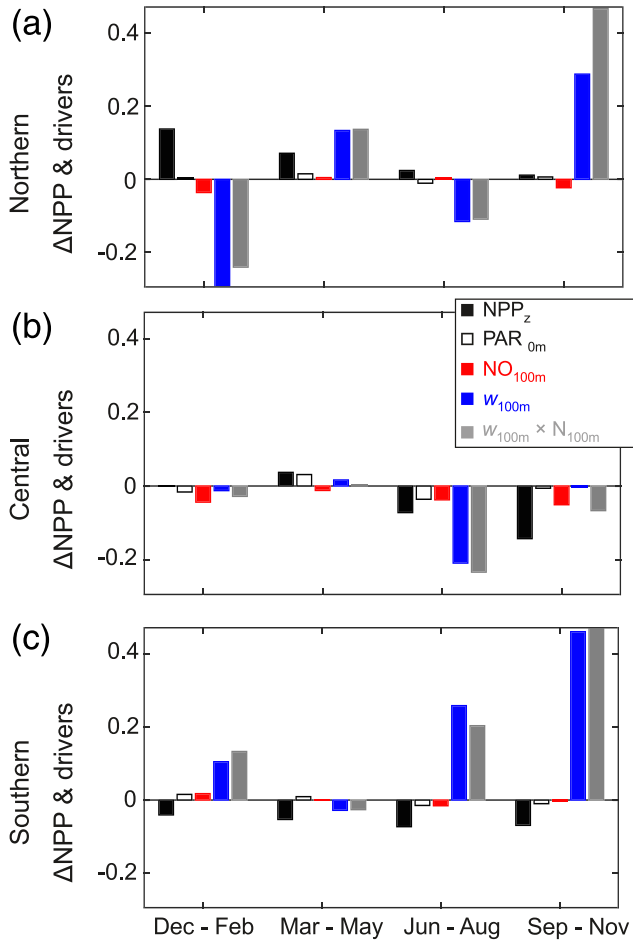 (a)
Northern
ΔNPP & drivers
0.4
0.2
0
-0.2
(b)
Central
ΔNPP & drivers
0.4
0.2
0
-0.2
NPPz
PAR 0m
NO100m
w100m
w100m × N100m
(c)
Southern
ΔNPP & drivers
0.4
0.2
0
-0.2
Dec - Feb Mar - May Jun - Aug Sep - Nov